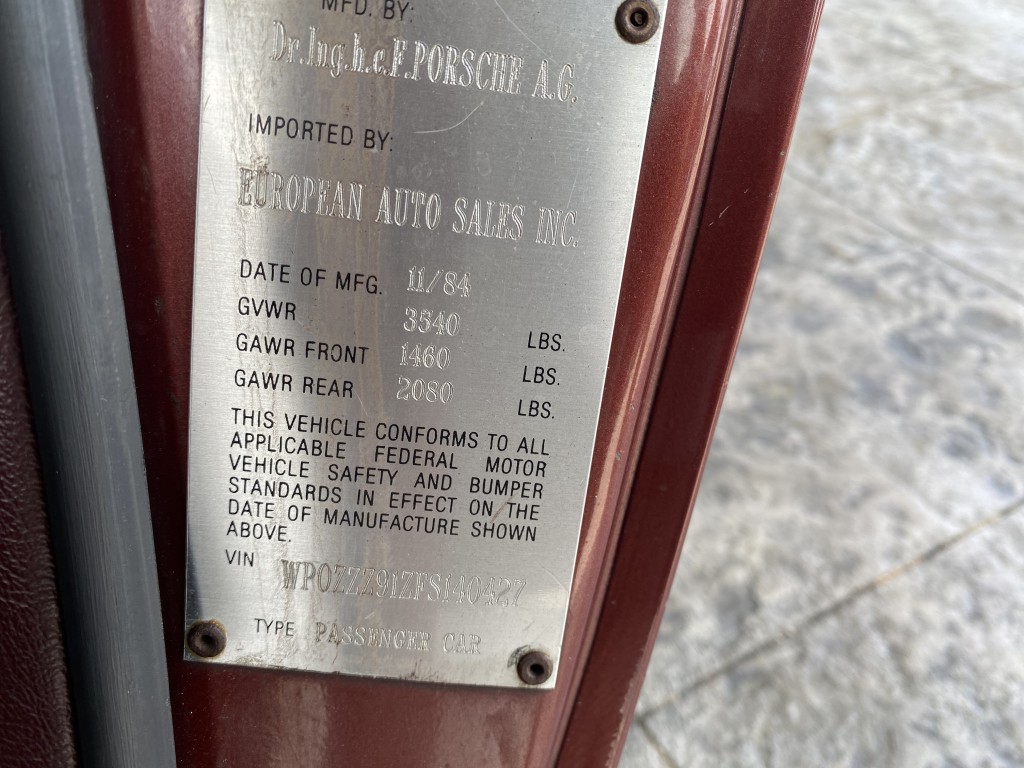 MFD. BY:
Dr.Ing.h.c.F.PORSCHE A.G.
IMPORTED BY:
EUROPEAN AUTO SALES INC.
DATE OF MFG. 11/84
GVWR 3540 LBS.
GAWR FRONT 1460 LBS.
GAWR REAR 2080 LBS.
THIS VEHICLE CONFORMS TO ALL
APPLICABLE FEDERAL MOTOR
VEHICLE SAFETY AND BUMPER
STANDARDS IN EFFECT ON THE
DATE OF MANUFACTURE SHOWN
ABOVE.
VIN WP0ZZZ91ZFS140427
TYPE PASSENGER CAR